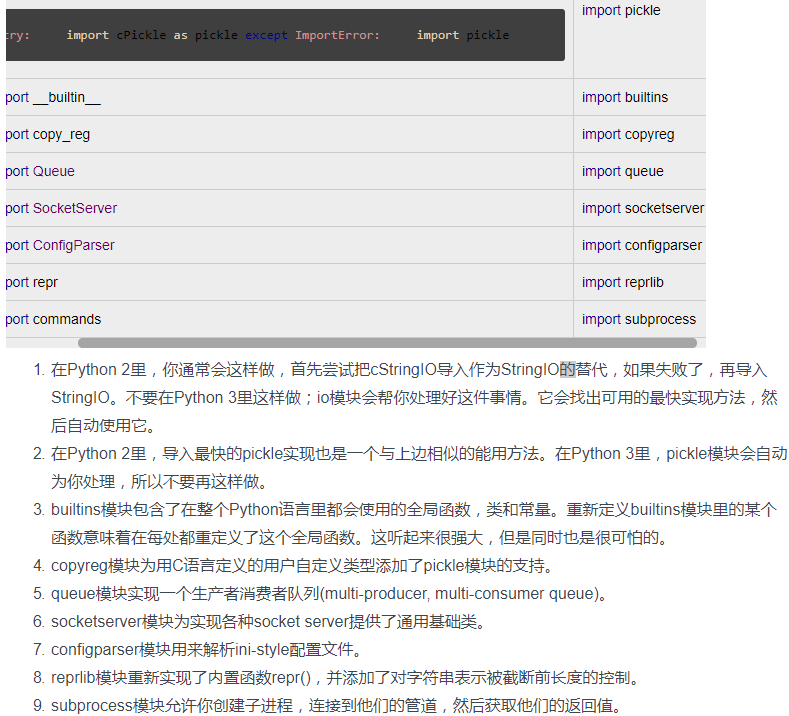 import pickle
try: import cPickle as pickle except ImportError: import pickle
port __builtin__ import builtins
port copy_reg import copyreg
port Queue import queue
port SocketServer import socketserver
port ConfigParser import configparser
port repr import reprlib
port commands import subprocess
1. 在Python 2里，你通常会这样做，首先尝试把cStringIO导入作为StringIO的替代，如果失败了，再导入
StringIO。不要在Python 3里这样做；io模块会帮你处理好这件事情。它会找出可用的最快实现方法，然
后自动使用它。
2. 在Python 2里，导入最快的pickle实现也是一个与上边相似的能用方法。在Python 3里，pickle模块会自动
为你处理，所以不要再这样做。
3. builtins模块包含了在整个Python语言里都会使用的全局函数，类和常量。重新定义builtins模块里的某个
函数意味着在每处都重定义了这个全局函数。这听起来很强大，但是同时也是很可怕的。
4. copyreg模块为用C语言定义的用户自定义类型添加了pickle模块的支持。
5. queue模块实现一个生产者消费者队列(multi-producer, multi-consumer queue)。
6. socketserver模块为实现各种socket server提供了通用基础类。
7. configparser模块用来解析ini-style配置文件。
8. reprlib模块重新实现了内置函数repr()，并添加了对字符串表示被截断前长度的控制。
9. subprocess模块允许你创建子进程，连接到他们的管道，然后获取他们的返回值。